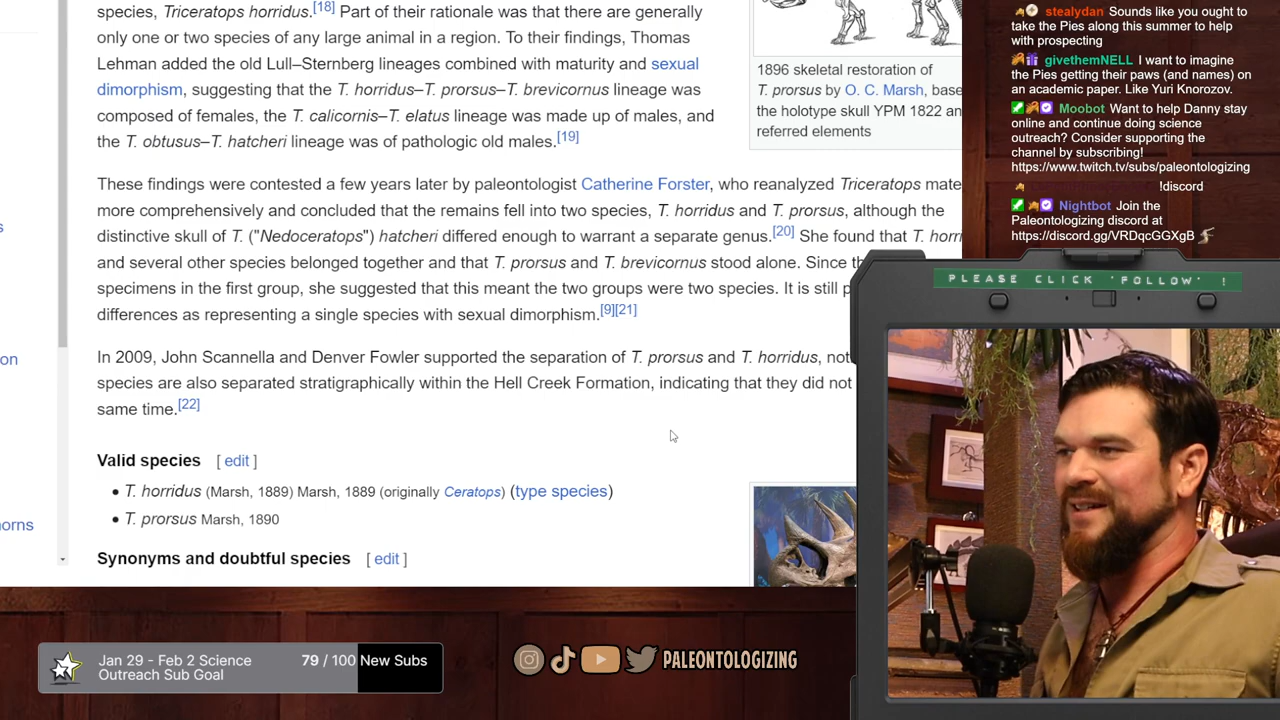 species, Triceratops horridus.[18] Part of their rationale was that there are generally
only one or two species of any large animal in a region. To their findings, Thomas
Lehman added the old Lull–Sternberg lineages combined with maturity and sexual
dimorphism, suggesting that the T. horridus–T. prorsus–T. brevicornus lineage was
composed of females, the T. calicornis–T. elatus lineage was made up of males, and
the T. obtusus–T. hatcheri lineage was of pathologic old males.[19]
1896 skeletal restoration of
T. prorsus by O. C. Marsh, base
the holotype skull YPM 1822 an
referred elements
These findings were contested a few years later by paleontologist Catherine Forster, who reanalyzed Triceratops mate
more comprehensively and concluded that the remains fell into two species, T. horridus and T. prorsus, although the
distinctive skull of T. ("Nedoceratops") hatcheri differed enough to warrant a separate genus.[20] She found that T. horri
and several other species belonged together and that T. prorsus and T. brevicornus stood alone. Since th
specimens in the first group, she suggested that this meant the two groups were two species. It is still p
differences as representing a single species with sexual dimorphism.[9][21]
In 2009, John Scannella and Denver Fowler supported the separation of T. prorsus and T. horridus, not
species are also separated stratigraphically within the Hell Creek Formation, indicating that they did not
same time.[22]
Valid species [ edit ]
• T. horridus (Marsh, 1889) Marsh, 1889 (originally Ceratops) (type species)
• T. prorsus Marsh, 1890
Synonyms and doubtful species [ edit ]
s
on
horns
stealydan Sounds like you ought to
take the Pies along this summer to help
with prospecting
givethemNELL I want to imagine
the Pies getting their paws (and names) on
an academic paper. Like Yuri Knorozov.
Moobot Want to help Danny stay
online and continue doing science
outreach? Consider supporting the
channel by subscribing!
https://www.twitch.tv/subs/paleontologizing
!discord
Nightbot Join the
Paleontologizing discord at
https://discord.gg/VRDqcGGXgB
PLEASE CLICK 'FOLLOW' !
Jan 29 - Feb 2 Science
Outreach Sub Goal
79 / 100 New Subs
PALEONTOLOGIZING